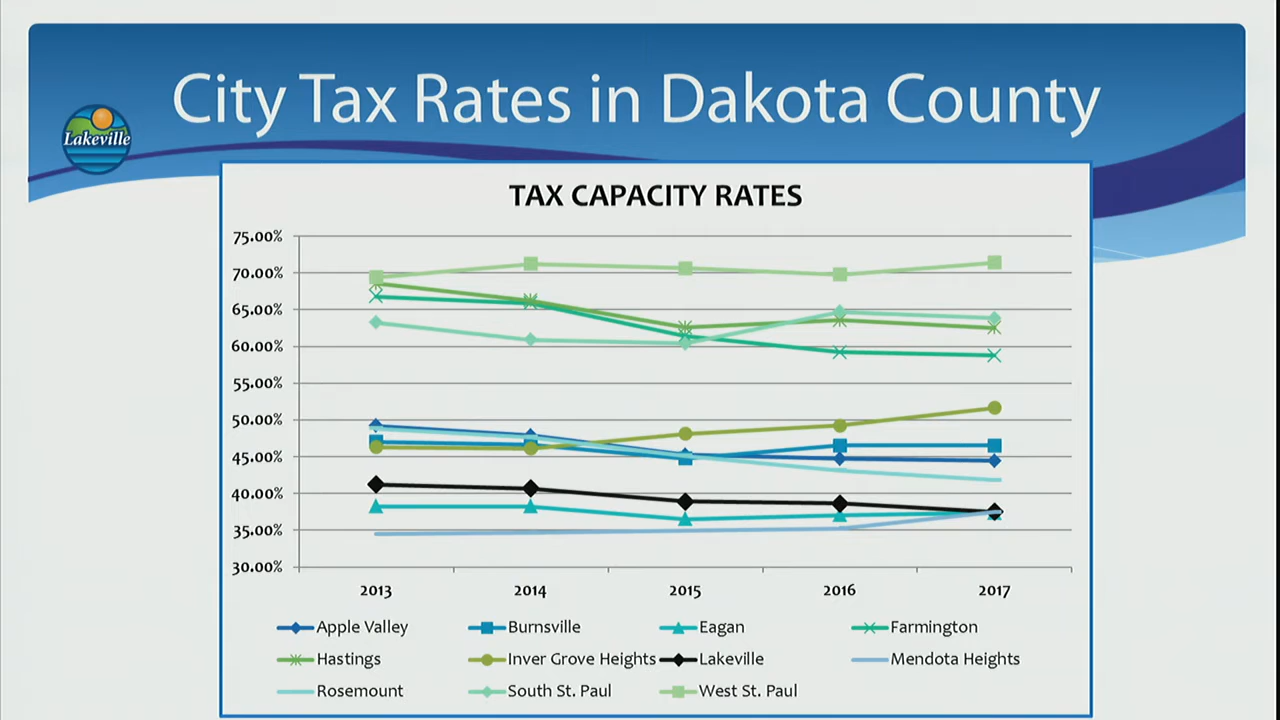 City Tax Rates in Dakota County
Lakeville
TAX CAPACITY RATES
75.00%
70.00%
65.00%
60.00%
55.00%
50.00%
45.00%
40.00%
35.00%
30.00%
2013 2014 2015 2016 2017
Apple Valley Burnsville Eagan Farmington
Hastings Inver Grove Heights Lakeville Mendota Heights
Rosemount South St. Paul West St. Paul